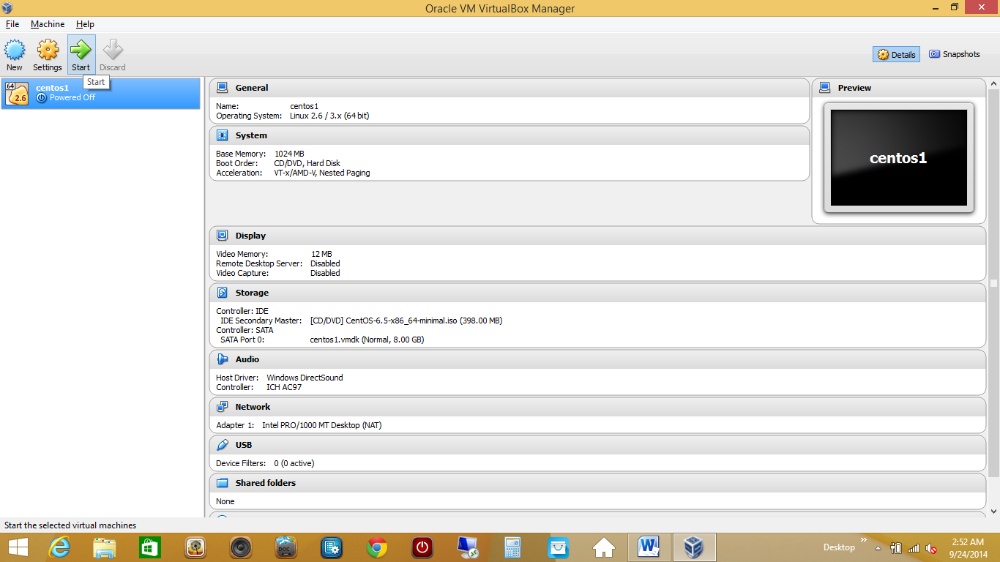 Oracle VM VirtualBox Manager
File Machine Help
New Settings Start Discard
Details Snapshots
Start
64
2.6
centos1
Powered Off
General
Name: centos1
Operating System: Linux 2.6 / 3.x (64 bit)
System
Base Memory: 1024 MB
Boot Order: CD/DVD, Hard Disk
Acceleration: VT-x/AMD-V, Nested Paging
Preview
centos1
Display
Video Memory: 12 MB
Remote Desktop Server: Disabled
Video Capture: Disabled
Storage
Controller: IDE
IDE Secondary Master: [CD/DVD] CentOS-6.5-x86_64-minimal.iso (398.00 MB)
Controller: SATA
SATA Port 0: centos1.vmdk (Normal, 8.00 GB)
Audio
Host Driver: Windows DirectSound
Controller: ICH AC97
Network
Adapter 1: Intel PRO/1000 MT Desktop (NAT)
USB
Device Filters: 0 (0 active)
Shared folders
None
Start the selected virtual machines
DOC
W
Desktop
2:52 AM
9/24/2014